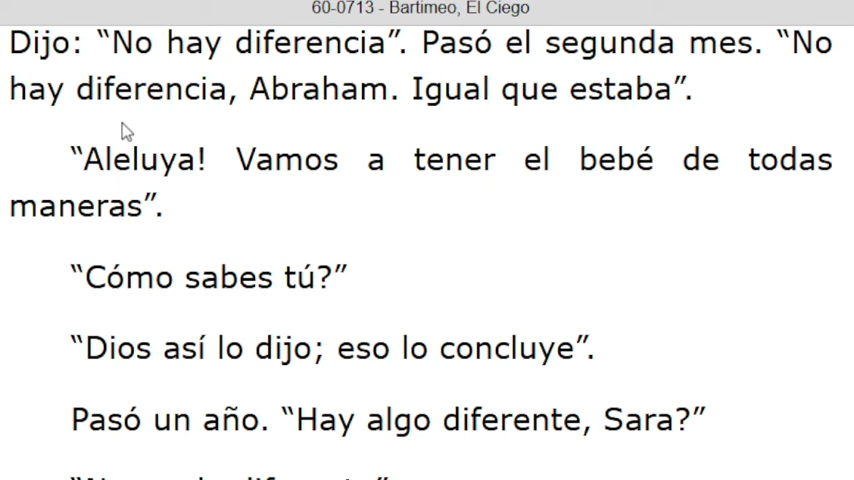 60-0713 - Bartimeo, El Ciego
Dijo: “No hay diferencia”. Pasó el segunda mes. “No
hay diferencia, Abraham. Igual que estaba”.
“Aleluya! Vamos a tener el bebé de todas
maneras”.
“Cómo sabes tú?”
“Dios así lo dijo; eso lo concluye”.
Pasó un año. “Hay algo diferente, Sara?”